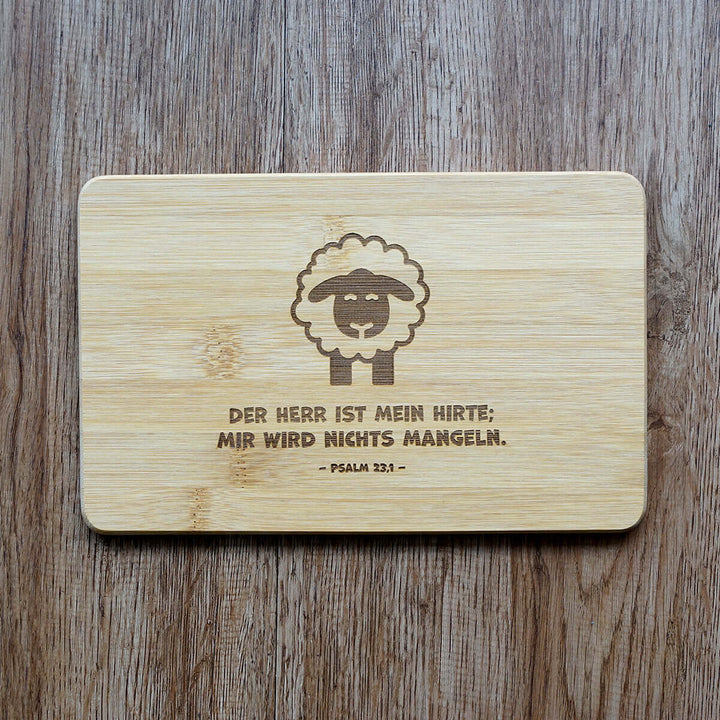 DER HERR IST MEIN HIRTE;
MIR WIRD NICHTS MANGELN.
– PSALM 23,1 –